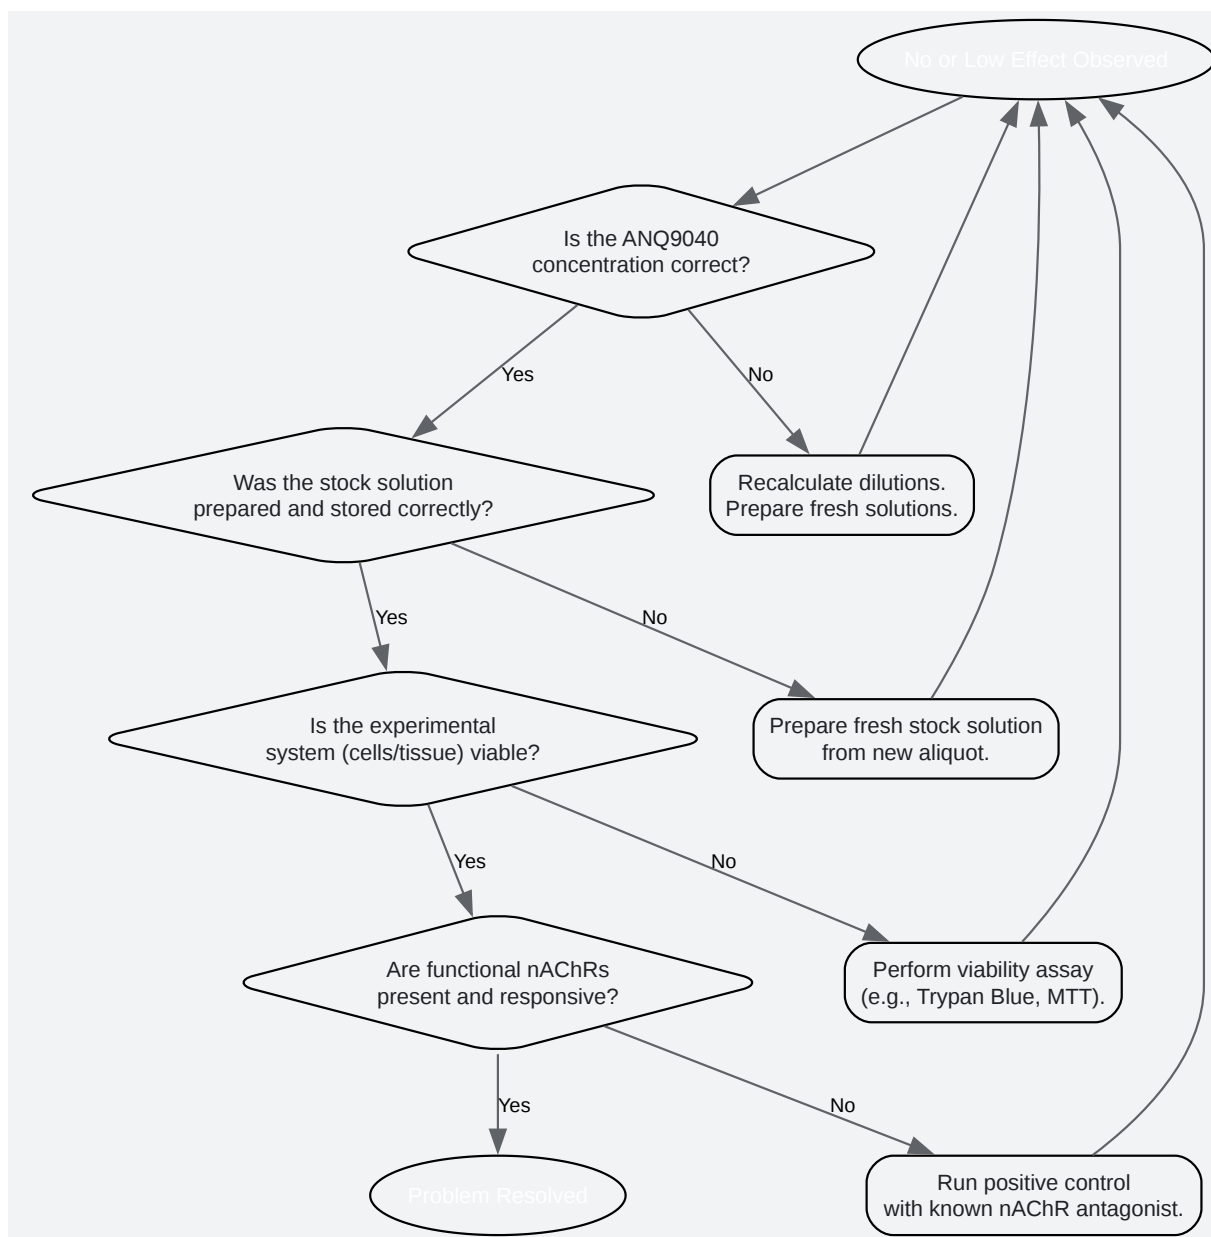 No or Low Effect Observed
Is the ANQ9040
concentration correct?
Yes
No
Was the stock solution
prepared and stored correctly?
Recalculate dilutions.
Prepare fresh solutions.
Yes
No
Is the experimental
system (cells/tissue) viable?
Prepare fresh stock solution
from new aliquot.
Yes
No
Are functional nAChRs
present and responsive?
Perform viability assay
(e.g., Trypan Blue, MTT).
Yes
No
Problem Resolved
Run positive control
with known nAChR antagonist.